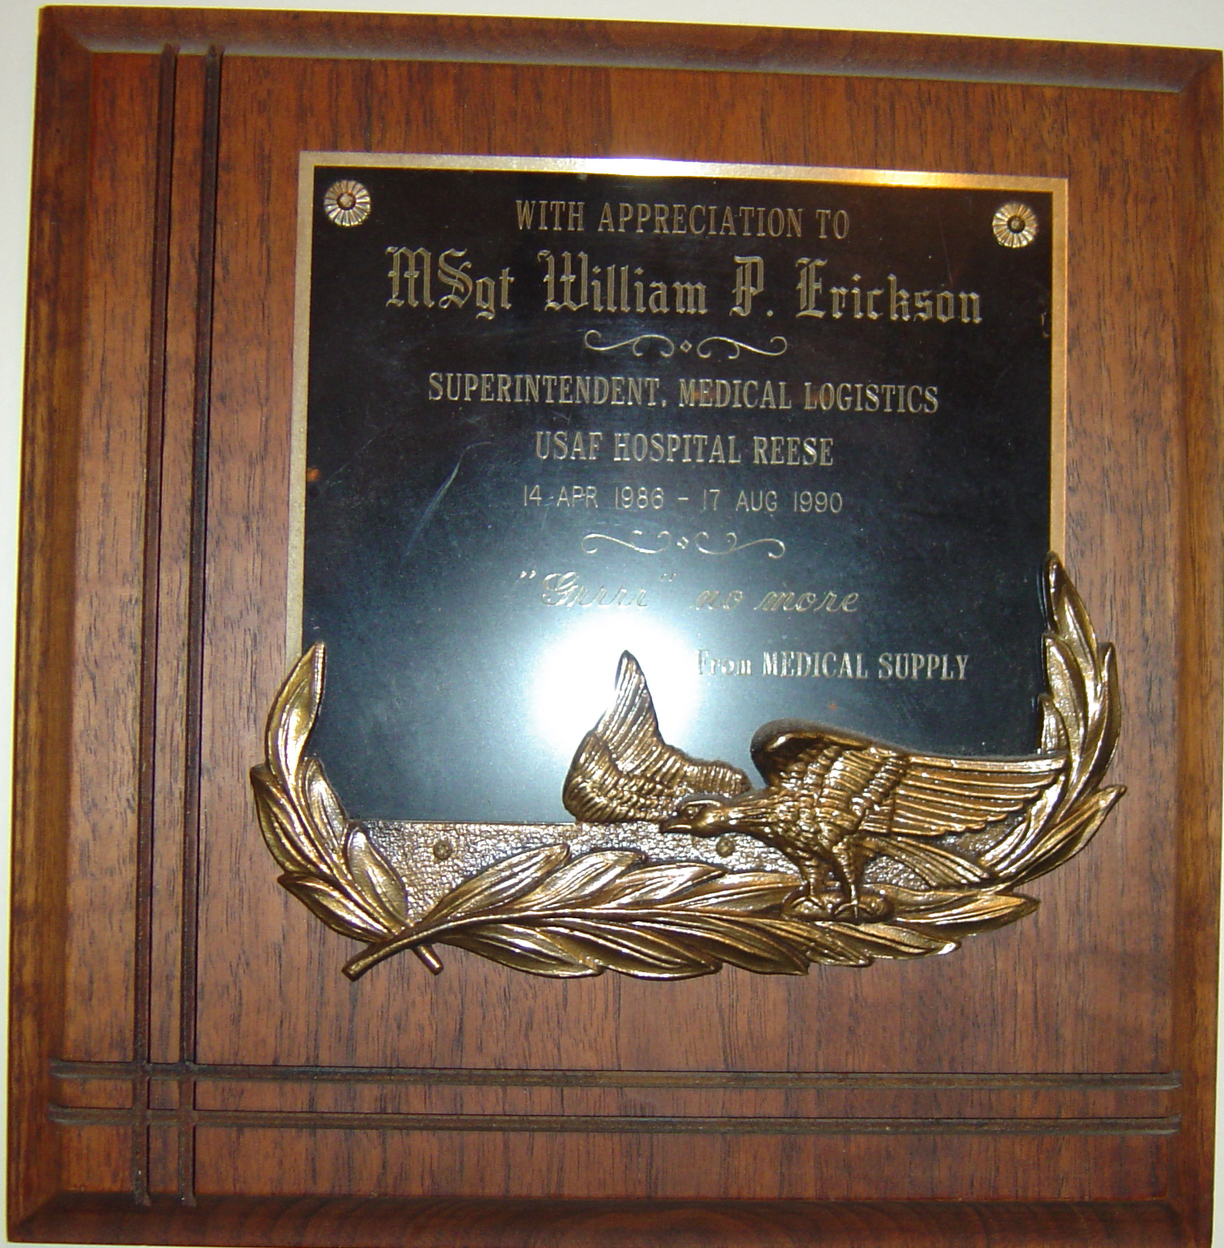 WITH APPRECIATION TO
MSgt William P. Erickson
SUPERINTENDENT, MEDICAL LOGISTICS
USAF HOSPITAL REESE
14 APR 1986 - 17 AUG 1990
"Grrrr" no more
From MEDICAL SUPPLY